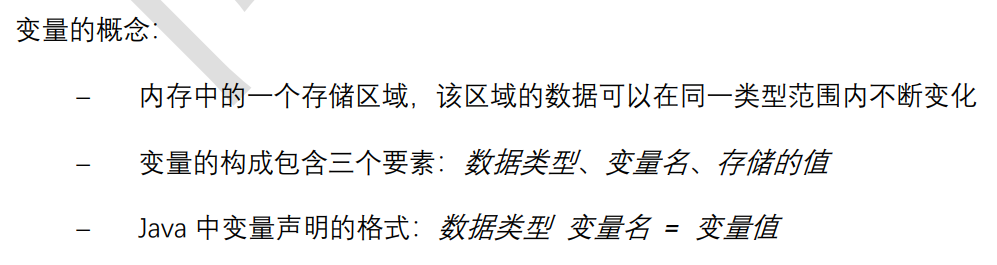 变量的概念：
– 内存中的一个存储区域，该区域的数据可以在同一类型范围内不断变化
– 变量的构成包含三个要素：数据类型、变量名、存储的值
– Java 中变量声明的格式：数据类型 变量名 = 变量值